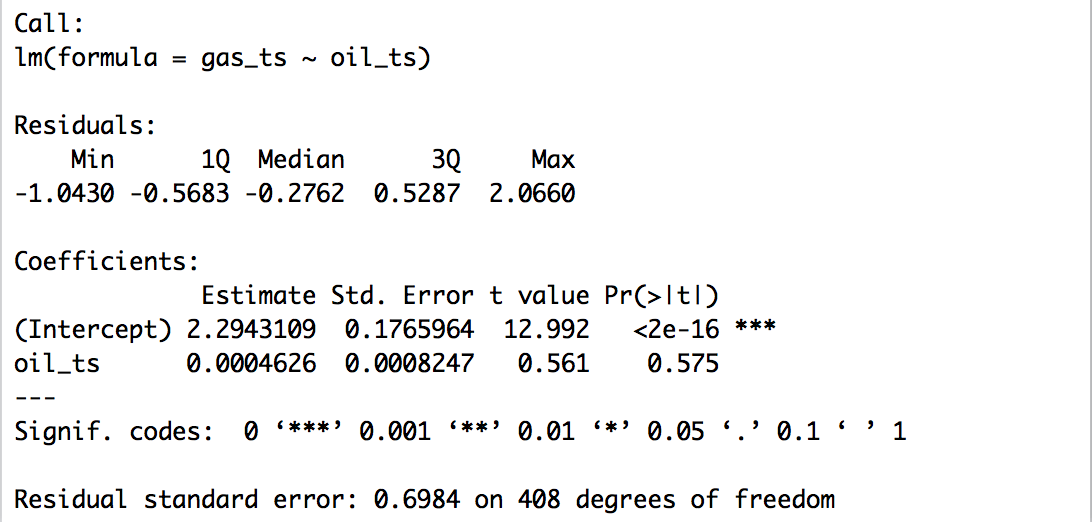 Call:
lm(formula = gas_ts ~ oil_ts)
Residuals:
    Min      1Q  Median      3Q     Max
-1.0430 -0.5683 -0.2762  0.5287  2.0660
Coefficients:
             Estimate Std. Error t value Pr(>|t|)
(Intercept) 2.2943109  0.1765964  12.992   <2e-16 ***
oil_ts      0.0004626  0.0008247   0.561    0.575
---
Signif. codes:  0 ‘***’ 0.001 ‘**’ 0.01 ‘*’ 0.05 ‘.’ 0.1 ‘ ’ 1
Residual standard error: 0.6984 on 408 degrees of freedom